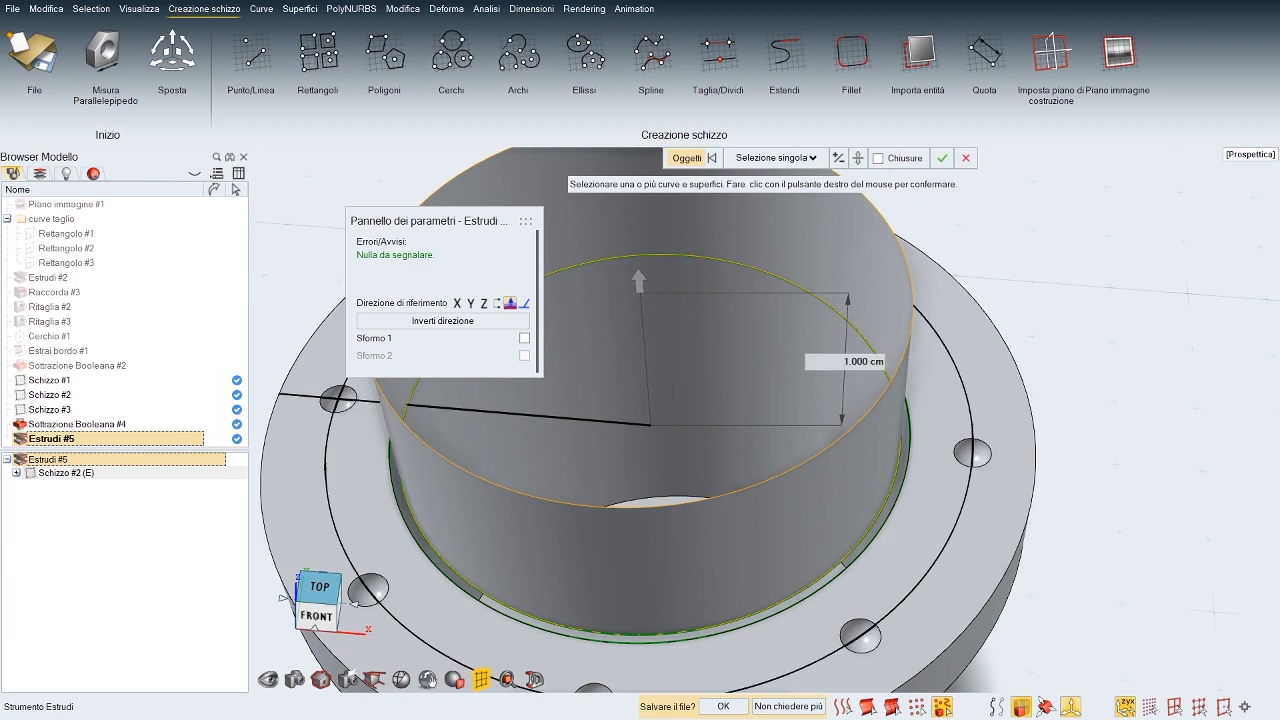 File Modifica Selection Visualizza Creazione schizzo Curve Superfici PolyNURBS Modifica Deforma Analisi Dimensioni Rendering Animation
File Misura Parallelepipedo Sposta
Punto/Linea Rettangoli Poligoni Cerchi Archi Ellissi Spline Taglia/Dividi Estendi Fillet Importa entità Quota Imposta piano di costruzione Piano immagine
Inizio Creazione schizzo
Browser Modello
Oggetti Selezione singola Chiusure
[Prospettica]
Selezionare una o più curve e superfici. Fare clic con il pulsante destro del mouse per confermare.
Nome
Piano immagine #1
curve taglio
Rettangolo #1
Rettangolo #2
Rettangolo #3
Estrudi #2
Raccorda #3
Ritaglia #2
Ritaglia #3
Cerchio #1
Estrai bordo #1
Sottrazione Booleana #2
Schizzo #1
Schizzo #2
Schizzo #3
Sottrazione Booleana #4
Estrudi #5
Estrudi #5
Schizzo #2 (E)
Pannello dei parametri - Estrudi ...
Errori/Avvisi:
Nulla da segnalare.
Direzione di riferimento X Y Z
Inverti direzione
Sformo 1
Sformo 2
1.000 cm
TOP
FRONT
X
Strumento Estrudi
Salvare il file? OK Non chiedere più